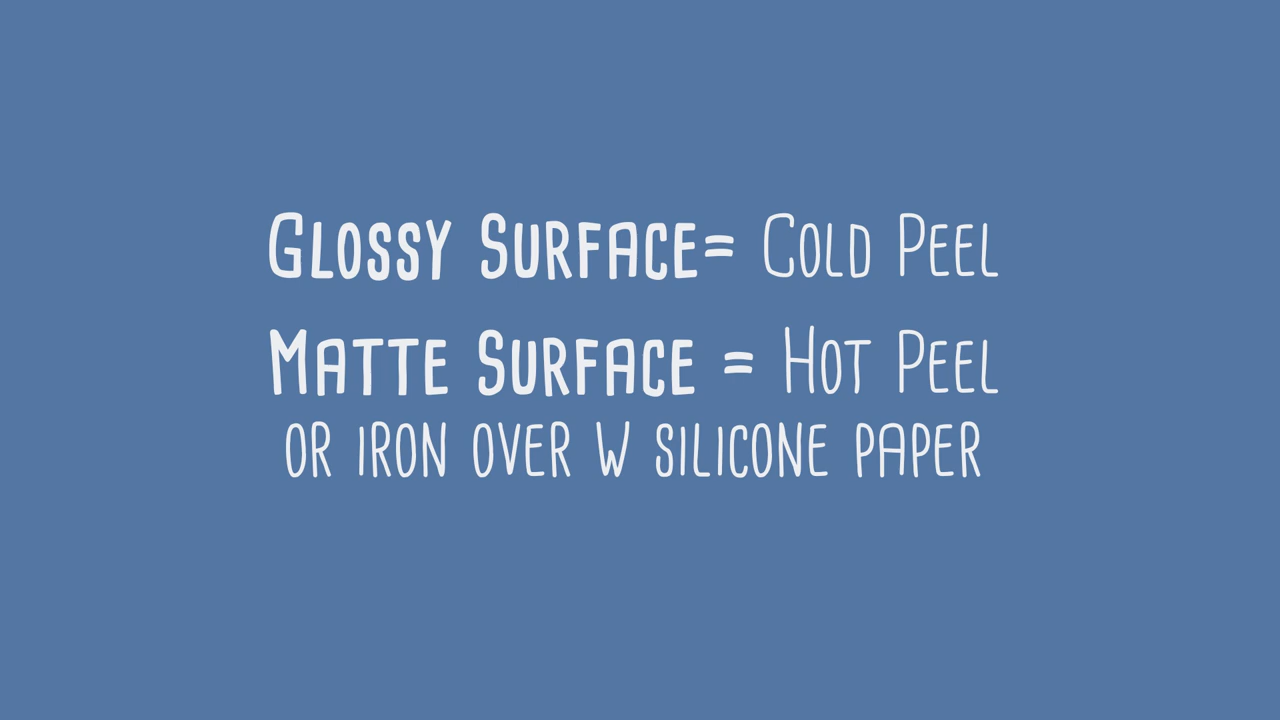 Glossy Surface= Cold Peel
Matte Surface = Hot Peel
or iron over w silicone paper